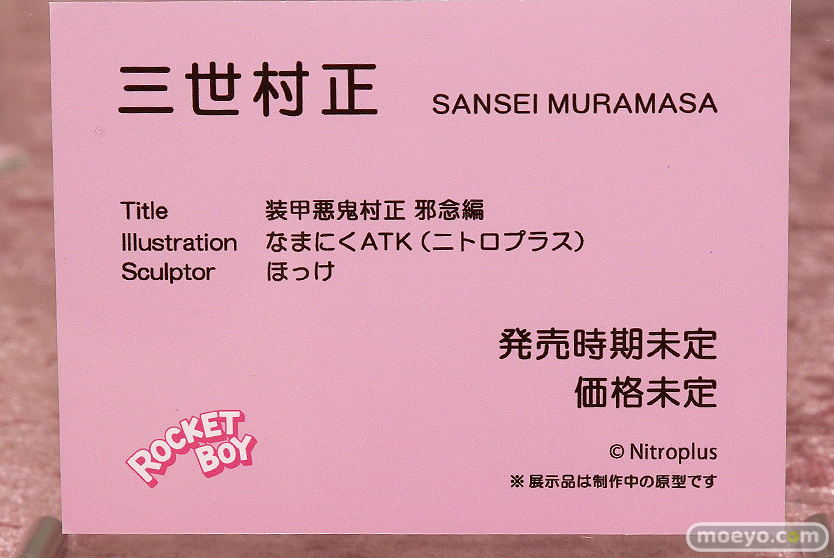 三世村正 SANSEI MURAMASA
Title 装甲悪鬼村正 邪念編
Illustration なまにくATK（ニトロプラス）
Sculptor ほっけ
発売時期未定
価格未定
ROCKET
BOY
© Nitroplus
※ 展示品は制作中の原型です
moeyo.com